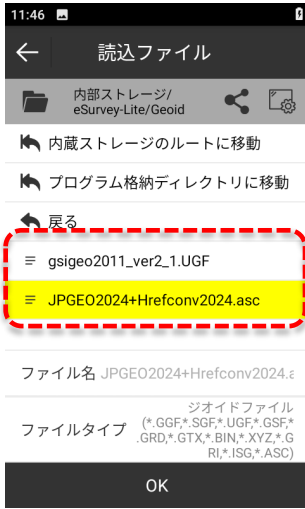 11:46
読込ファイル
内部ストレージ/
eSurvey-Lite/Geoid
内蔵ストレージのルートに移動
プログラム格納ディレクトリに移動
戻る
gsigeo2011_ver2_1.UGF
JPGEO2024+Hrefconv2024.asc
ファイル名 JPGEO2024+Hrefconv2024.a
ファイルタイプ
ジオイドファイル
(*.GGF,*.SGF,*.UGF,*.GSF,*
.GRD,*.GTX,*.BIN,*.XYZ,*.G
RI,*.ISG,*.ASC)
OK